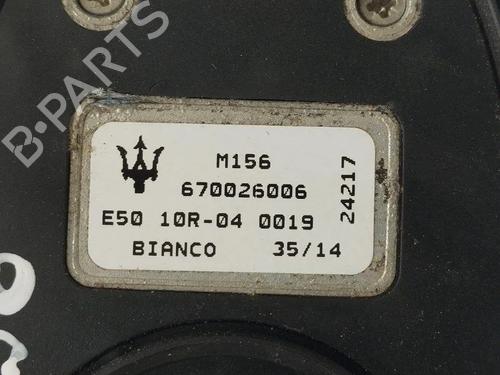 B-PARTS
M156
670026006
E50 10R-04 0019
BIANCO 35/14
24217